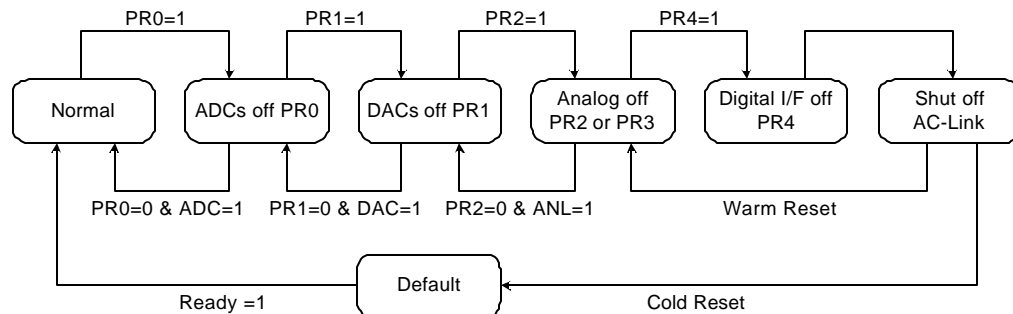 PR0=1
PR1=1
PR2=1
PR4=1
Normal
ADCs off PR0
DACs off PR1
Analog off
PR2 or PR3
Digital I/F off
PR4
Shut off
AC-Link
PR0=0 & ADC=1
PR1=0 & DAC=1
PR2=0 & ANL=1
Warm Reset
Default
Ready =1
Cold Reset